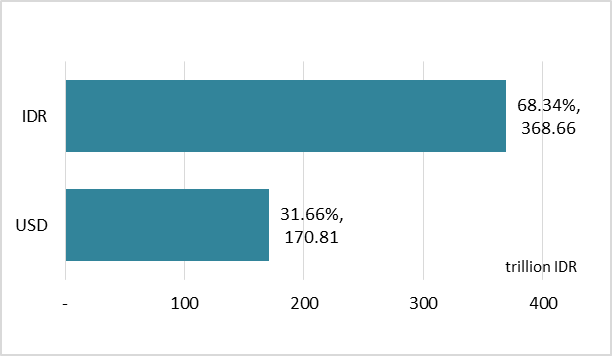 IDR
68.34%,
368.66
USD
31.66%,
170.81
trillion IDR
- 100 200 300 400